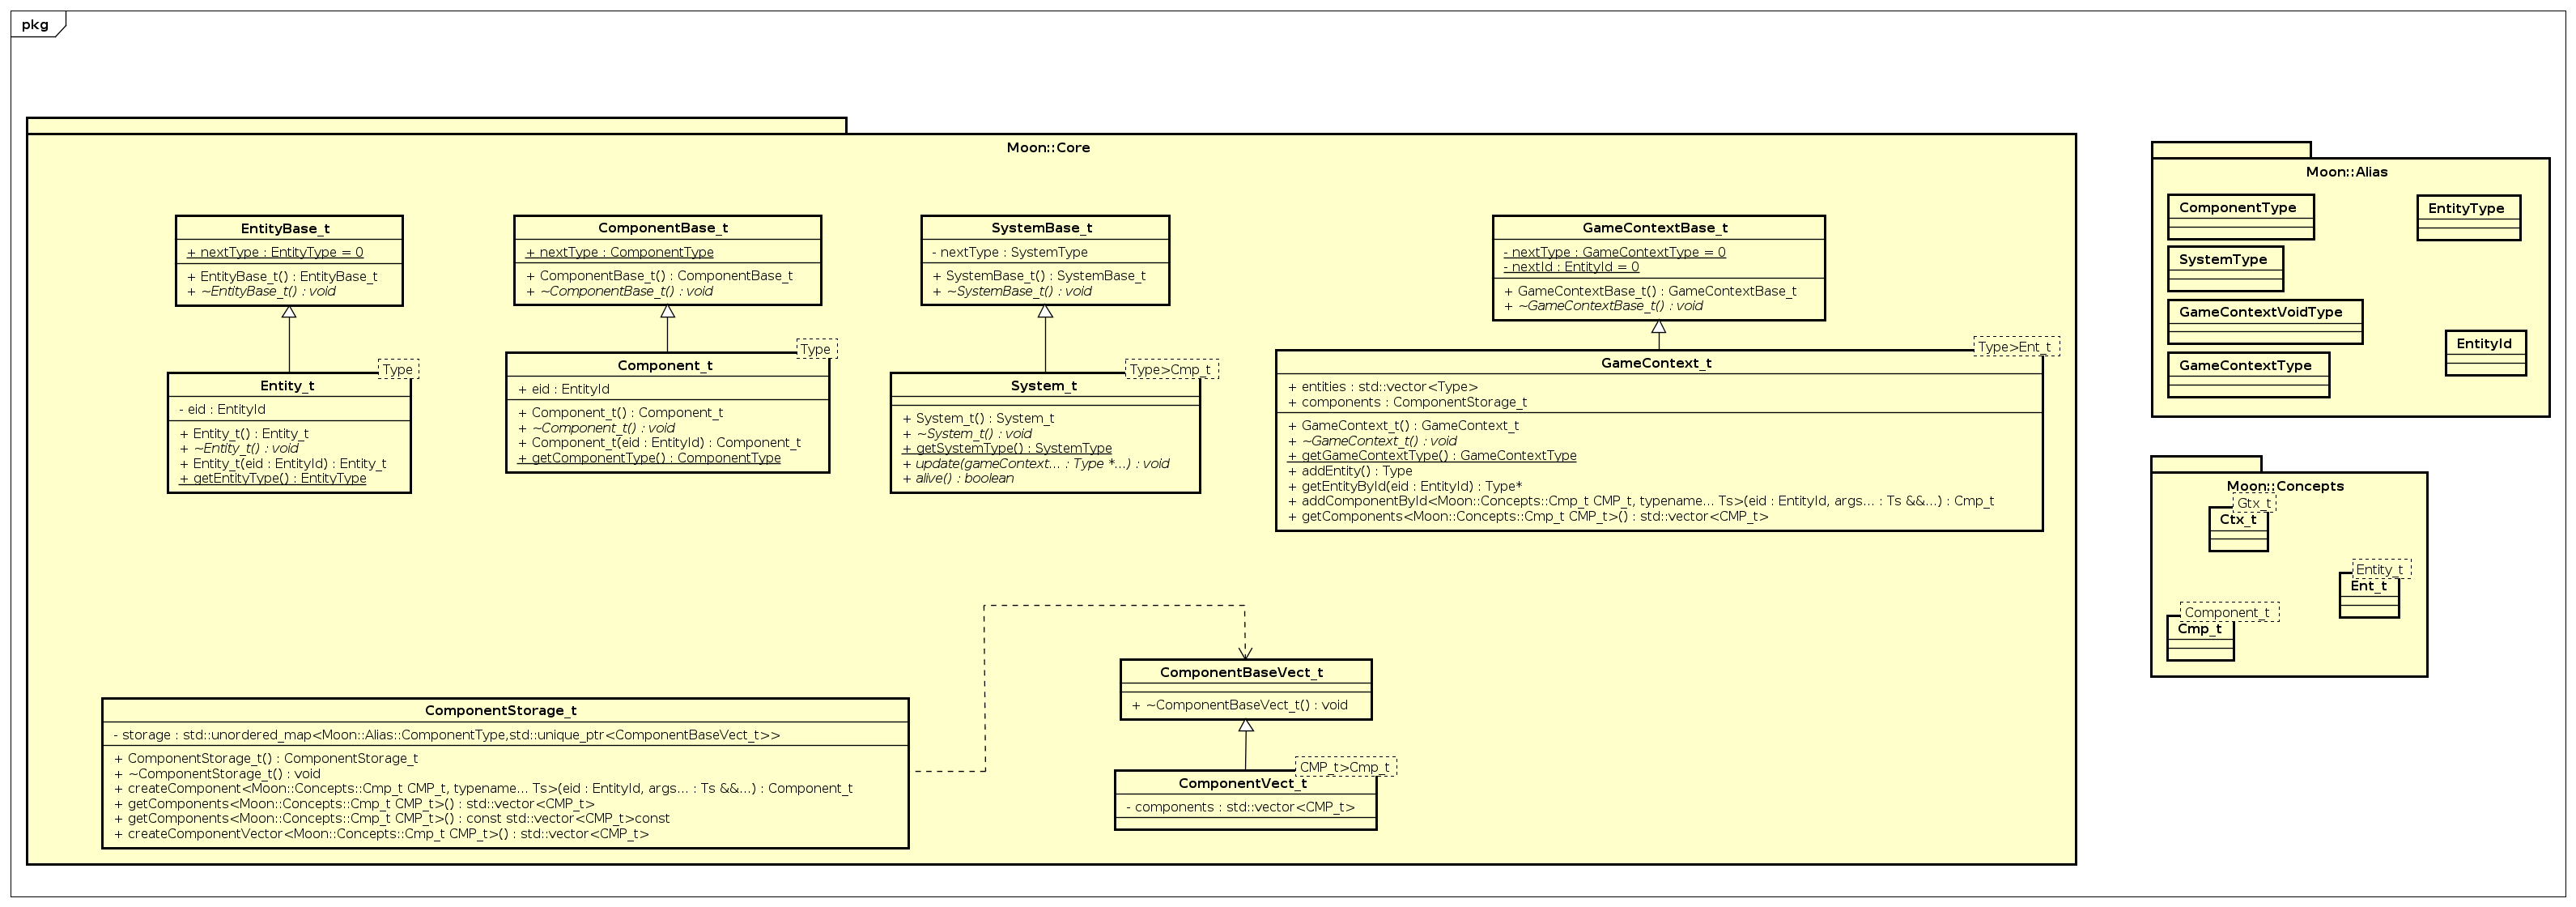 pkg
Moon::Core
EntityBase_t
+ nextType : EntityType = 0
+ EntityBase_t() : EntityBase_t
+ ~EntityBase_t() : void
ComponentBase_t
+ nextType : ComponentType
+ ComponentBase_t() : ComponentBase_t
+ ~ComponentBase_t() : void
SystemBase_t
- nextType : SystemType
+ SystemBase_t() : SystemBase_t
+ ~SystemBase_t() : void
GameContextBase_t
- nextType : GameContextType = 0
- nextId : EntityId = 0
+ GameContextBase_t() : GameContextBase_t
+ ~GameContextBase_t() : void
Type
Entity_t
- eid : EntityId
+ Entity_t() : Entity_t
+ ~Entity_t() : void
+ Entity_t(eid : EntityId) : Entity_t
+ getEntityType() : EntityType
Type
Component_t
+ eid : EntityId
+ Component_t() : Component_t
+ ~Component_t() : void
+ Component_t(eid : EntityId) : Component_t
+ getComponentType() : ComponentType
Type>Cmp_t
System_t
+ System_t() : System_t
+ ~System_t() : void
+ getSystemType() : SystemType
+ update(gameContext... : Type *...) : void
+ alive() : boolean
Type>Ent_t
GameContext_t
+ entities : std::vector<Type>
+ components : ComponentStorage_t
+ GameContext_t() : GameContext_t
+ ~GameContext_t() : void
+ getGameContextType() : GameContextType
+ addEntity() : Type
+ getEntityById(eid : EntityId) : Type*
+ addComponentById<Moon::Concepts::Cmp_t CMP_t, typename... Ts>(eid : EntityId, args... : Ts &&...) : Cmp_t
+ getComponents<Moon::Concepts::Cmp_t CMP_t>() : std::vector<CMP_t>
ComponentStorage_t
- storage : std::unordered_map<Moon::Alias::ComponentType,std::unique_ptr<ComponentBaseVect_t>>
+ ComponentStorage_t() : ComponentStorage_t
+ ~ComponentStorage_t() : void
+ createComponent<Moon::Concepts::Cmp_t CMP_t, typename... Ts>(eid : EntityId, args... : Ts &&...) : Component_t
+ getComponents<Moon::Concepts::Cmp_t CMP_t>() : std::vector<CMP_t>
+ getComponents<Moon::Concepts::Cmp_t CMP_t>() : const std::vector<CMP_t>const
+ createComponentVector<Moon::Concepts::Cmp_t CMP_t>() : std::vector<CMP_t>
ComponentBaseVect_t
+ ~ComponentBaseVect_t() : void
CMP_t>Cmp_t
ComponentVect_t
- components : std::vector<CMP_t>
Moon::Alias
ComponentType
EntityType
SystemType
GameContextVoidType
EntityId
GameContextType
Moon::Concepts
Gtx_t
Ctx_t
Entity_t
Ent_t
Component_t
Cmp_t